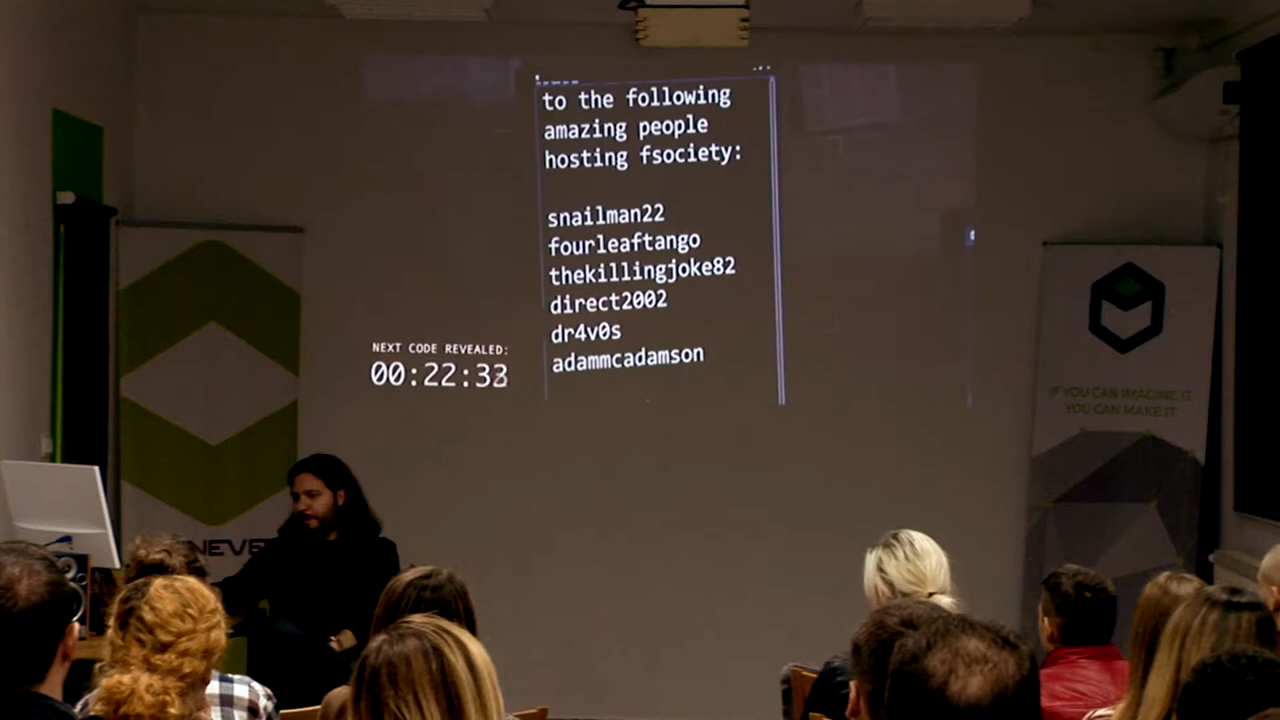 to the following
amazing people
hosting fsociety:
snailman22
fourleaftango
thekillingjoke82
direct2002
dr4v0s
adammcadamson
NEXT CODE REVEALED:
00:22:33
IF YOU CAN IMAGINE IT
YOU CAN MAKE IT
NEVE